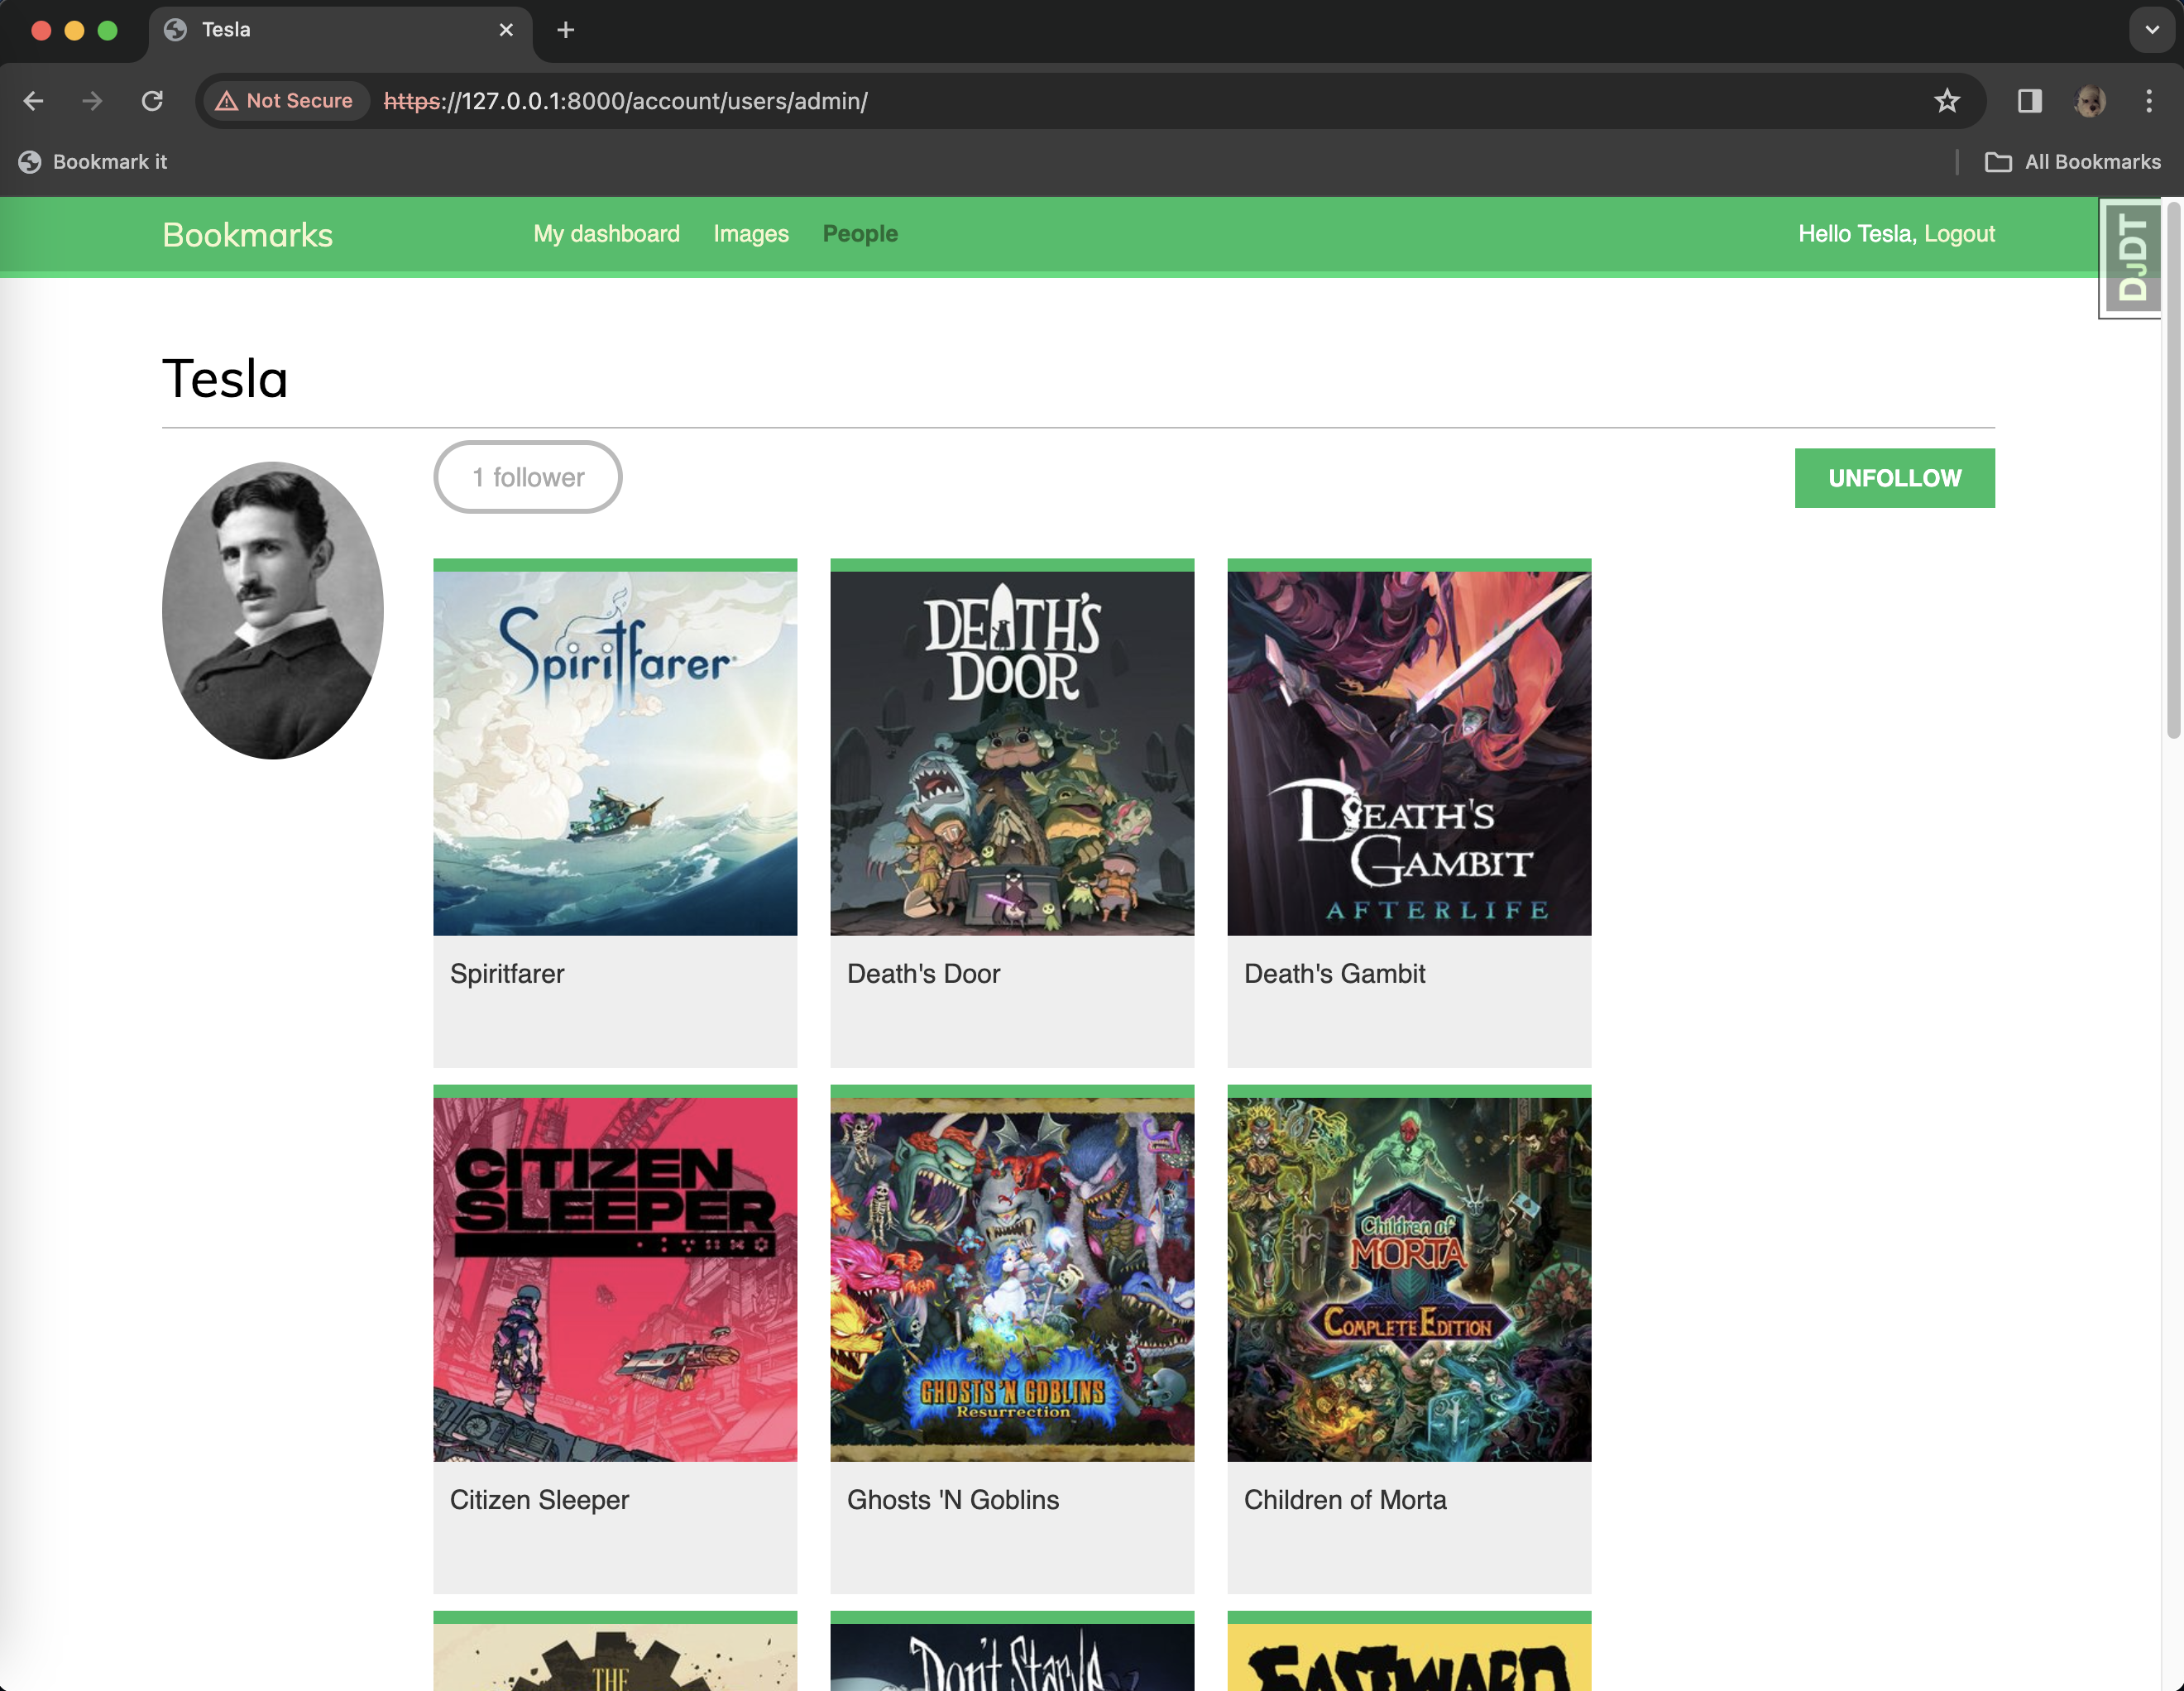 Tesla
Not Secure https://127.0.0.1:8000/account/users/admin/
Bookmark it
All Bookmarks
Bookmarks My dashboard Images People Hello Tesla, Logout
DJDT
Tesla
1 follower
UNFOLLOW
Spiritfarer
DEATH'S
DOOR
DEATH'S
GAMBIT
AFTERLIFE
Spiritfarer
Death's Door
Death's Gambit
CITIZEN
SLEEPER
GHOSTS 'N GOBLINS
Resurrection
Children of
MORTA
COMPLETE EDITION
Citizen Sleeper
Ghosts 'N Goblins
Children of Morta
THE
Don't Starve
EASTWARD